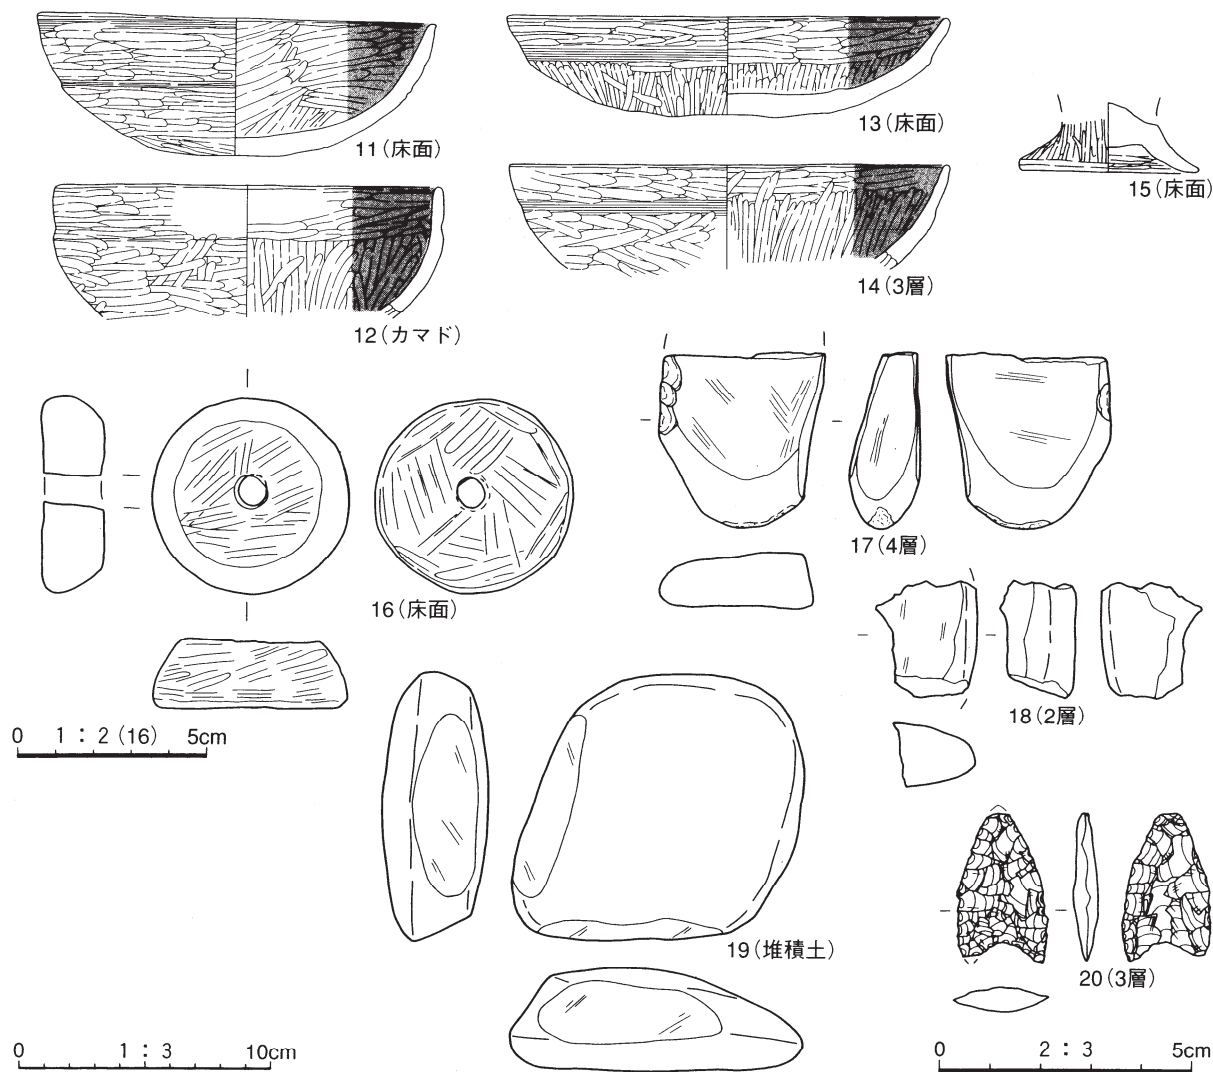 11(床面)
13(床面)
15(床面)
12(カマド)
14(3層)
16(床面)
17(4層)
18(2層)
0 1:2(16) 5cm
19(堆積土)
20(3層)
0 1:3 10cm
0 2:3 5cm